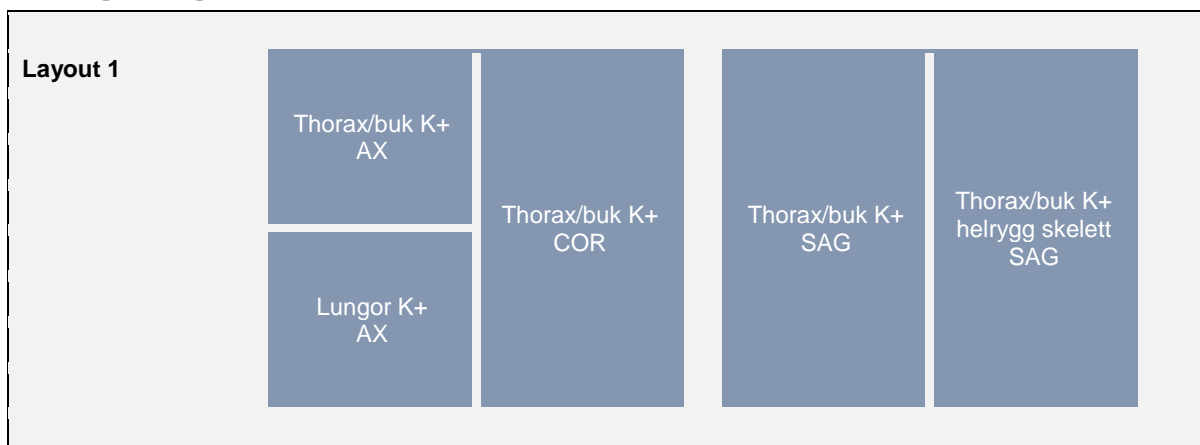 Layout 1
Thorax/buk K+
AX
Lungor K+
AX
Thorax/buk K+
COR
Thorax/buk K+
SAG
Thorax/buk K+
helrygg skelett
SAG